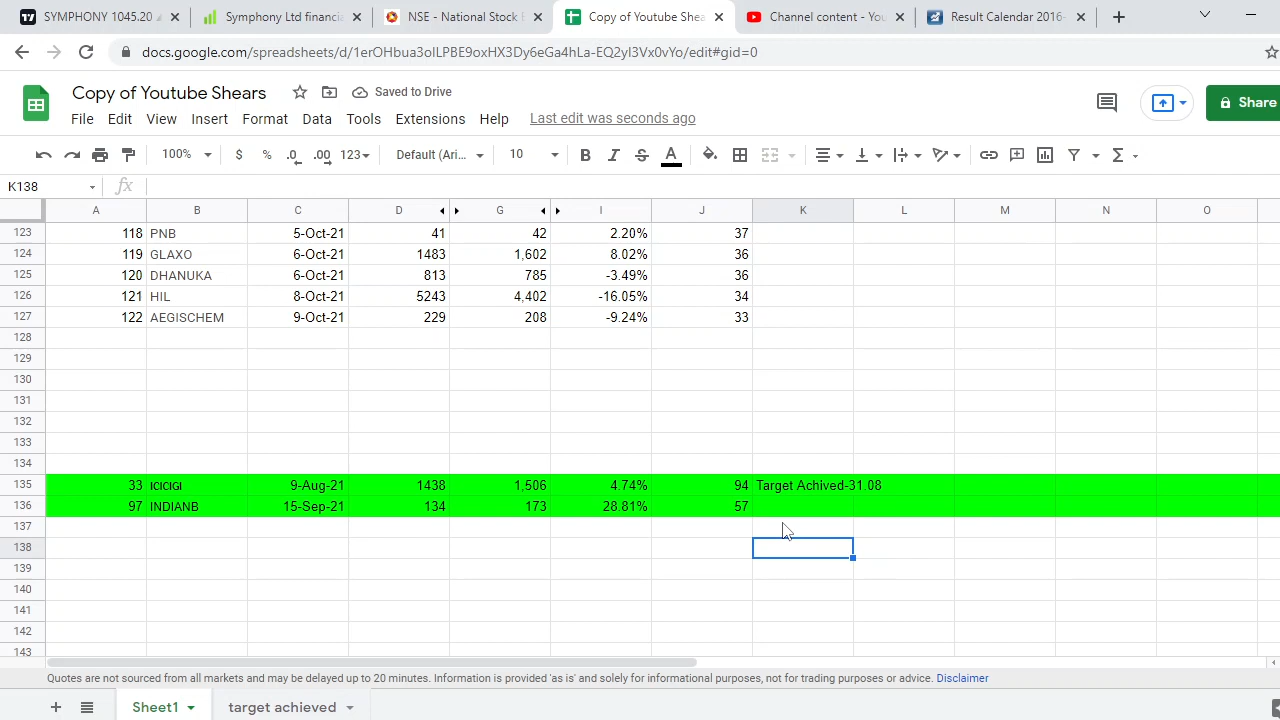 SYMPHONY 1045.20
Symphony Ltd financia
NSE - National Stock E
Copy of Youtube Shea
Channel content - You
Result Calendar 2016-
docs.google.com/spreadsheets/d/1erOHbua3oILPBE9oxHX3Dy6eGa4hLa-EQ2yI3Vx0vYo/edit#gid=0
Copy of Youtube Shears
Saved to Drive
Share
File Edit View Insert Format Data Tools Extensions Help Last edit was seconds ago
100% $ % .0 .00 123 Default (Ari... 10 B I S A
K138 fx
A B C D G I J K L M N O
123 118 PNB 5-Oct-21 41 42 2.20% 37
124 119 GLAXO 6-Oct-21 1483 1,602 8.02% 36
125 120 DHANUKA 6-Oct-21 813 785 -3.49% 36
126 121 HIL 8-Oct-21 5243 4,402 -16.05% 34
127 122 AEGISCHEM 9-Oct-21 229 208 -9.24% 33
128
129
130
131
132
133
134
135 33 ICICIGI 9-Aug-21 1438 1,506 4.74% 94 Target Achived-31.08
136 97 INDIANB 15-Sep-21 134 173 28.81% 57
137
138
139
140
141
142
143
Quotes are not sourced from all markets and may be delayed up to 20 minutes. Information is provided 'as is' and solely for informational purposes, not for trading purposes or advice. Disclaimer
Sheet1 target achieved